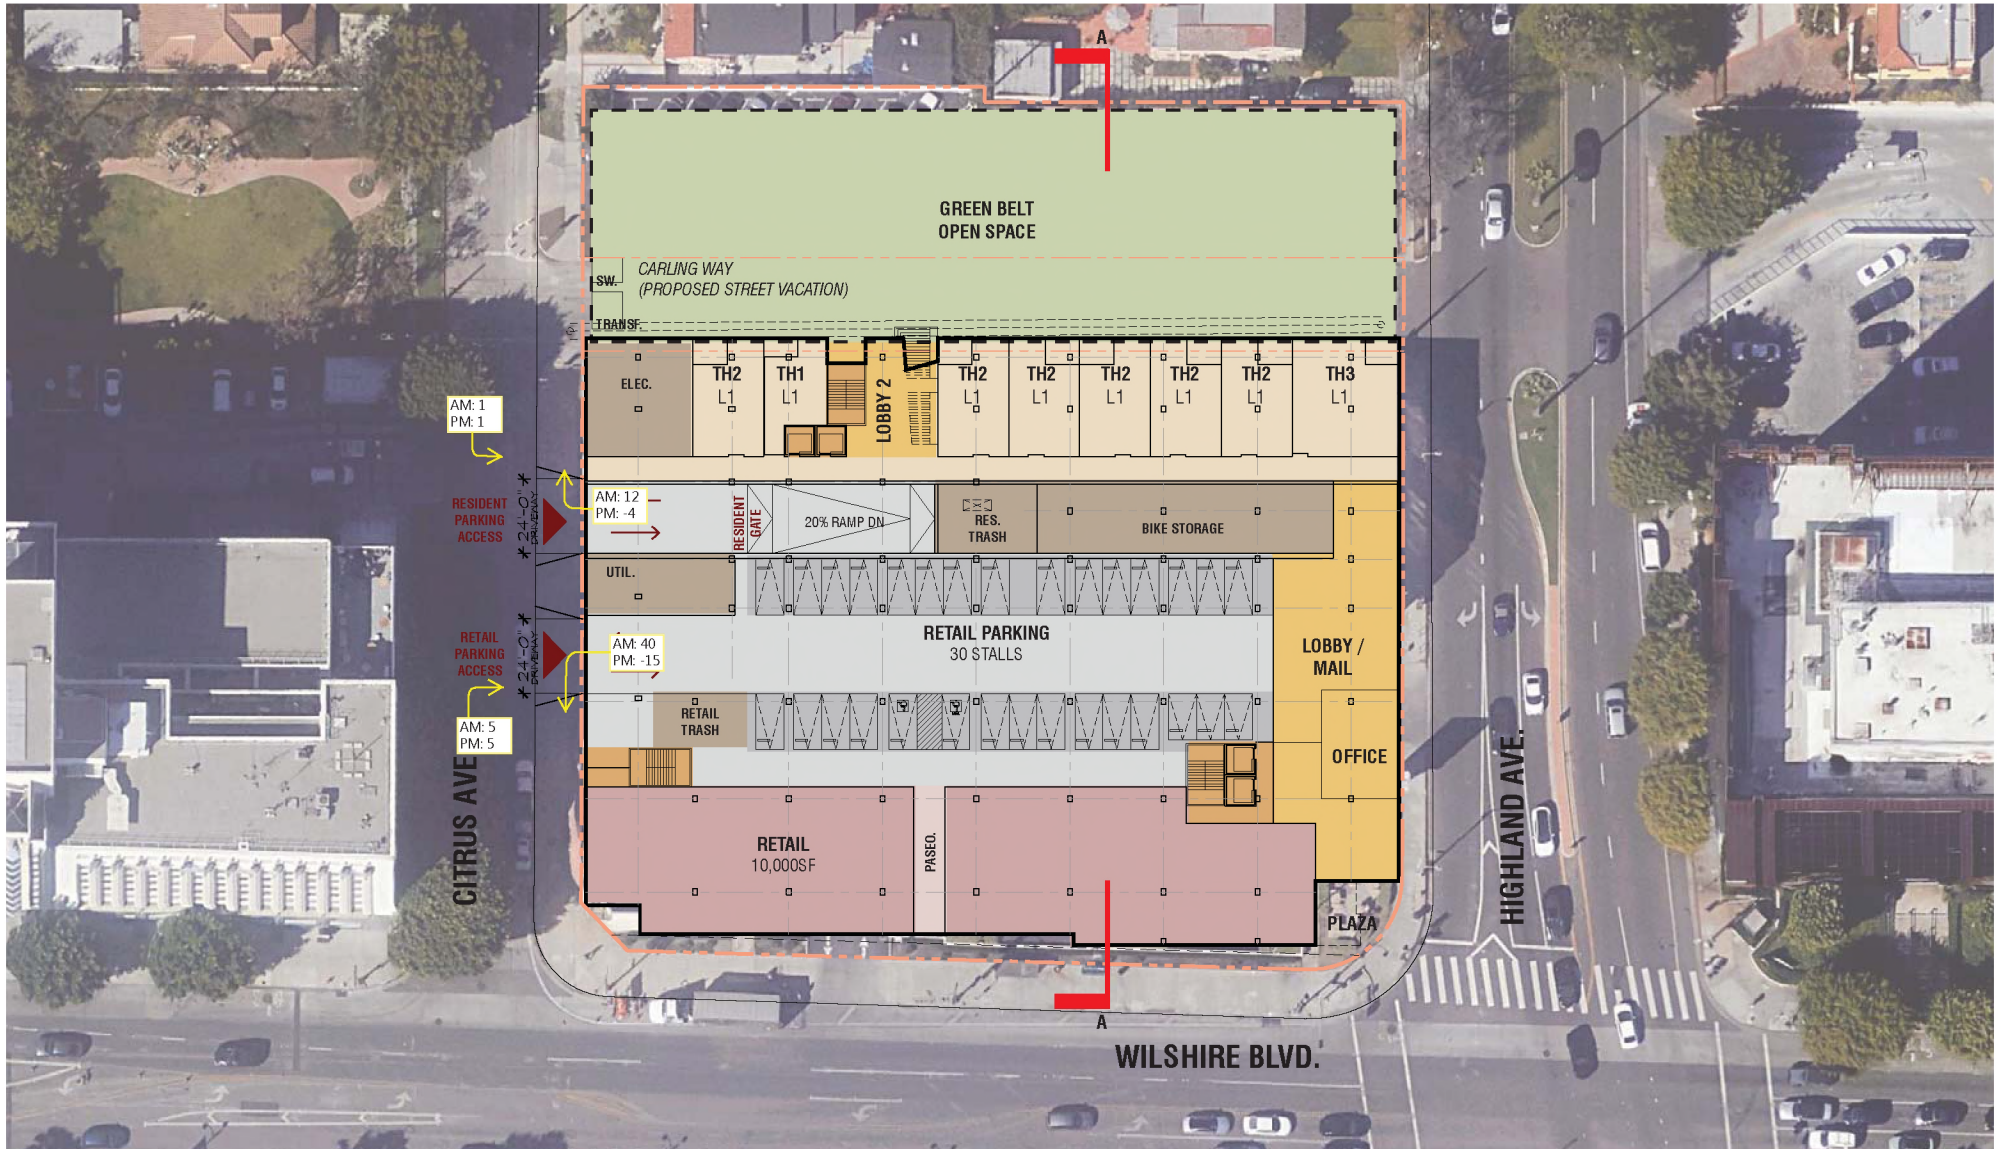 A
GREEN BELT
OPEN SPACE
CARLING WAY
(PROPOSED STREET VACATION)
SW.
TRANSF.
ELEC.
TH2
L1
TH1
L1
LOBBY 2
TH2
L1
TH2
L1
TH2
L1
TH2
L1
TH2
L1
TH3
L1
AM: 1
PM: 1
AM: 12
PM: -4
RESIDENT
PARKING
ACCESS
24'-0"
DRIVEWAY
RESIDENT
GATE
20% RAMP DN
RES.
TRASH
BIKE STORAGE
UTIL.
RETAIL
PARKING
ACCESS
24'-0"
DRIVEWAY
AM: 40
PM: -15
RETAIL PARKING
30 STALLS
LOBBY /
MAIL
AM: 5
PM: 5
RETAIL
TRASH
OFFICE
CITRUS AVE
HIGHLAND AVE.
RETAIL
10,000SF
PASEO.
PLAZA
A
WILSHIRE BLVD.